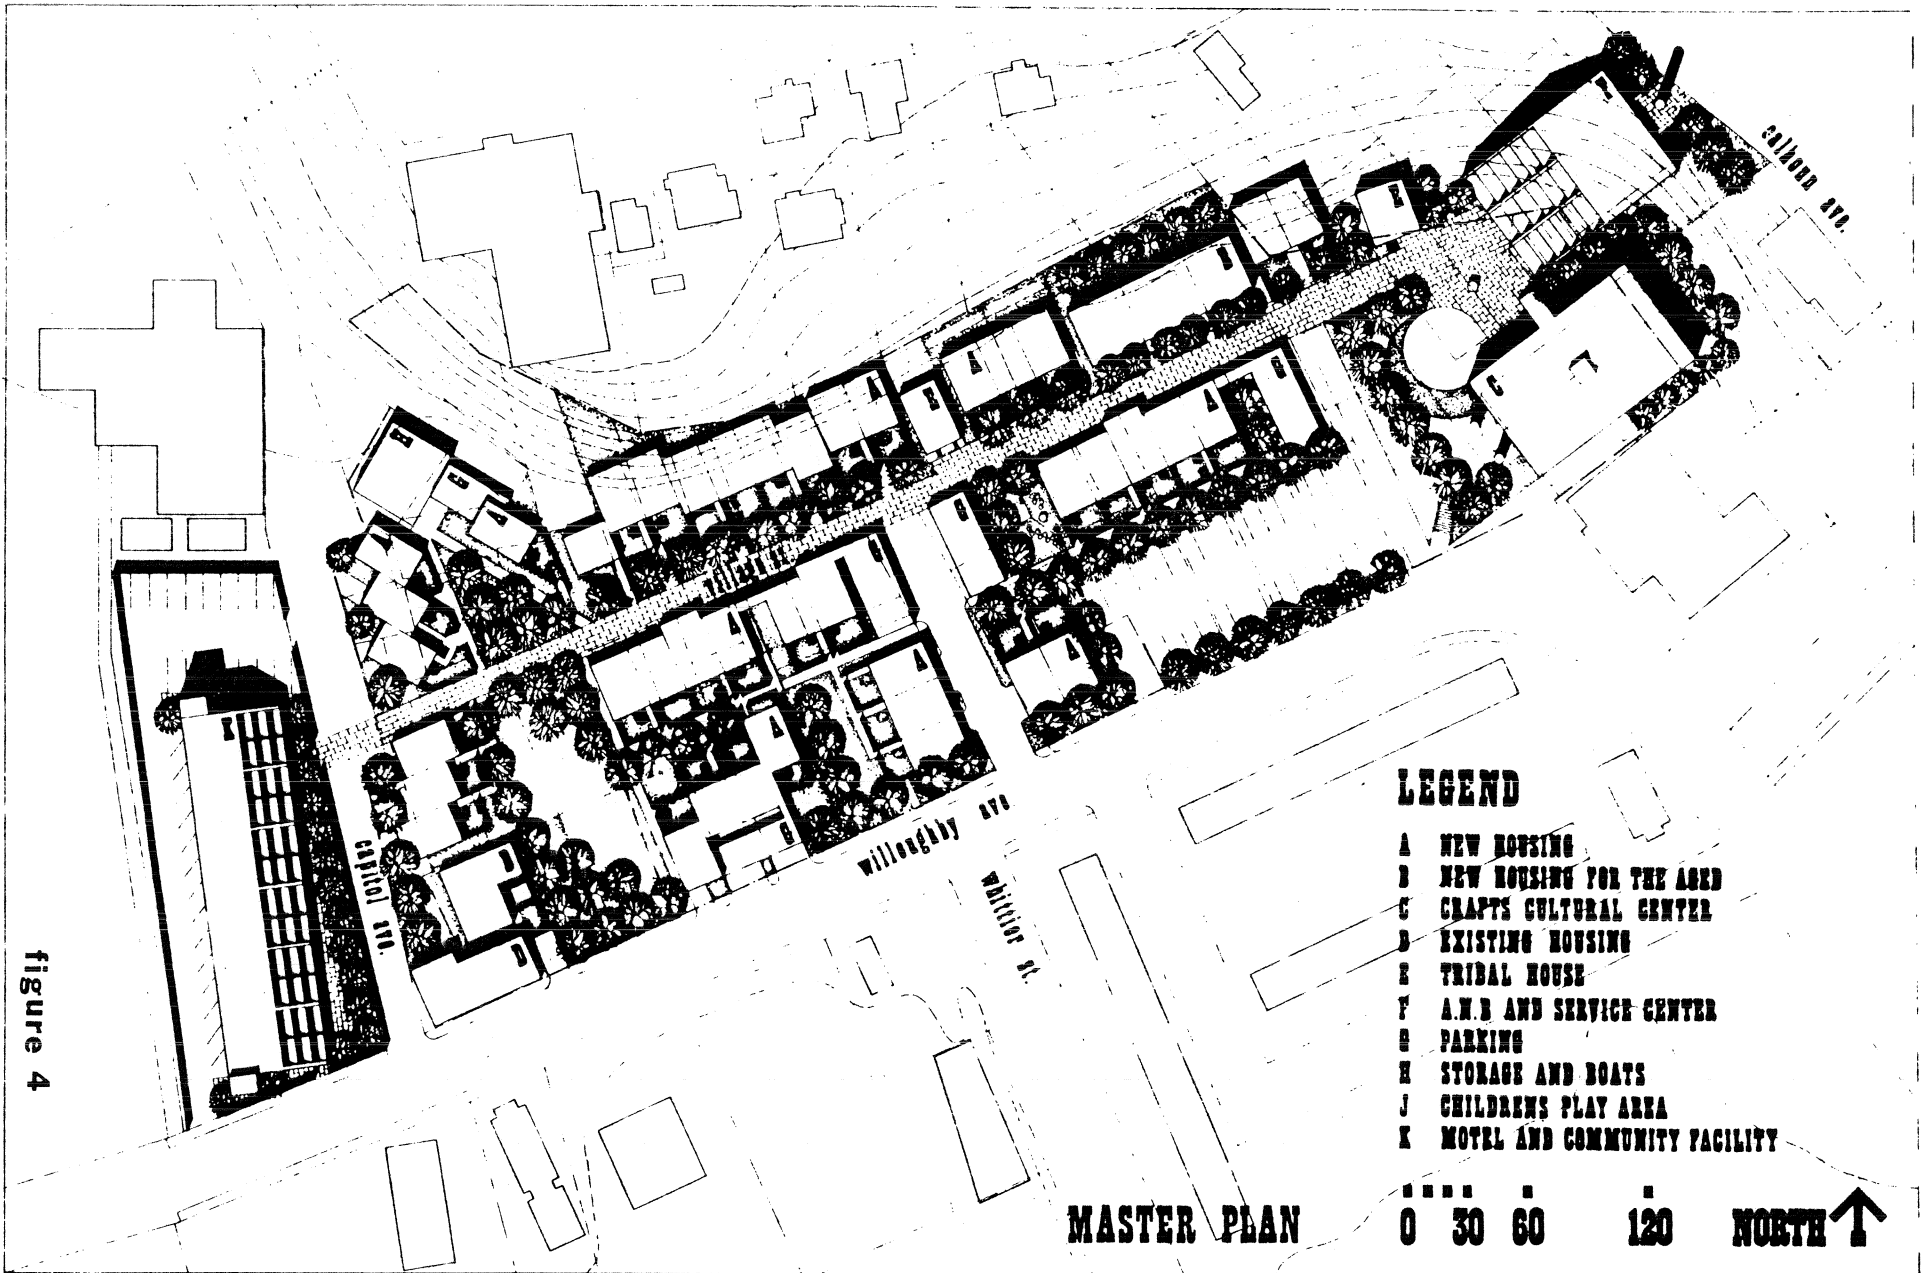 calhoun ave.
capitol ave.
willoughby ave
whittier st.
figure 4
LEGEND
A NEW HOUSING
B NEW HOUSING FOR THE AGED
C CRAFTS CULTURAL CENTER
D EXISTING HOUSING
E TRIBAL HOUSE
F A.N.B AND SERVICE CENTER
G PARKING
H STORAGE AND BOATS
J CHILDRENS PLAY AREA
K MOTEL AND COMMUNITY FACILITY
MASTER PLAN
0 30 60 120 NORTH